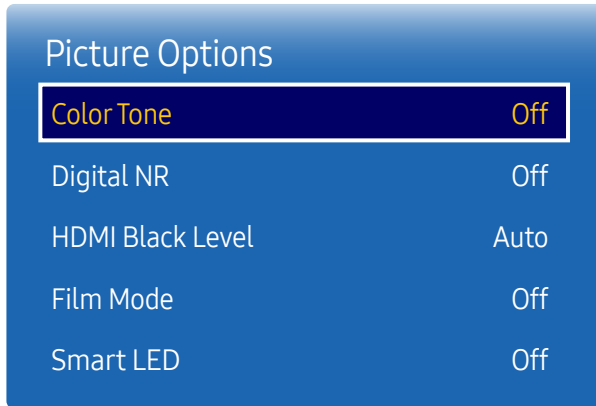 Picture Options
Color Tone Off
Digital NR Off
HDMI Black Level Auto
Film Mode Off
Smart LED Off